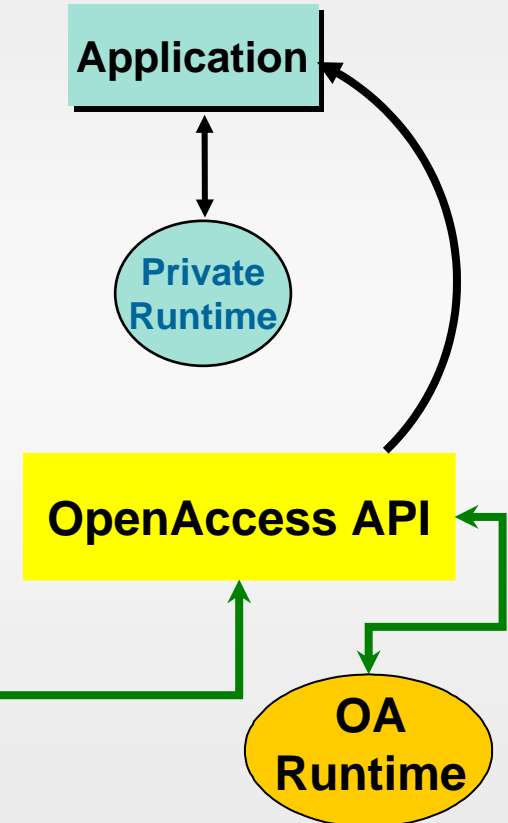 Application
Private
Runtime
OpenAccess API
OA
Runtime